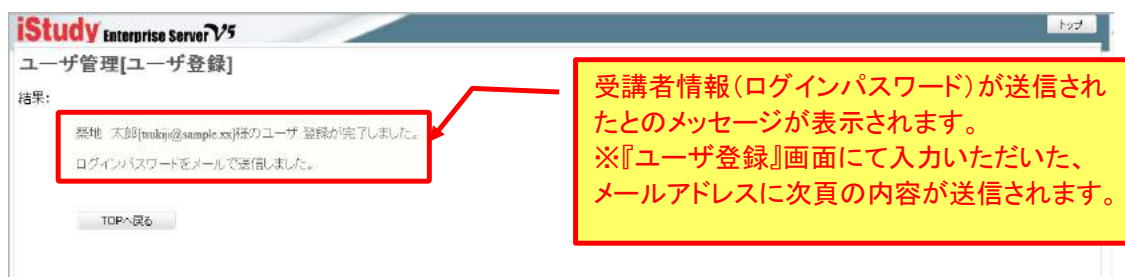 iStudy Enterprise Server V5
トップ
ユーザ管理[ユーザ登録]
結果:
築地 太郎[tsukiji@sample.xx]様のユーザ 登録が完了しました。
ログインパスワードをメールで送信しました。
TOPへ戻る
受講者情報(ログインパスワード)が送信され
たとのメッセージが表示されます。
※『ユーザ登録』画面にて入力いただいた、
メールアドレスに次頁の内容が送信されます。